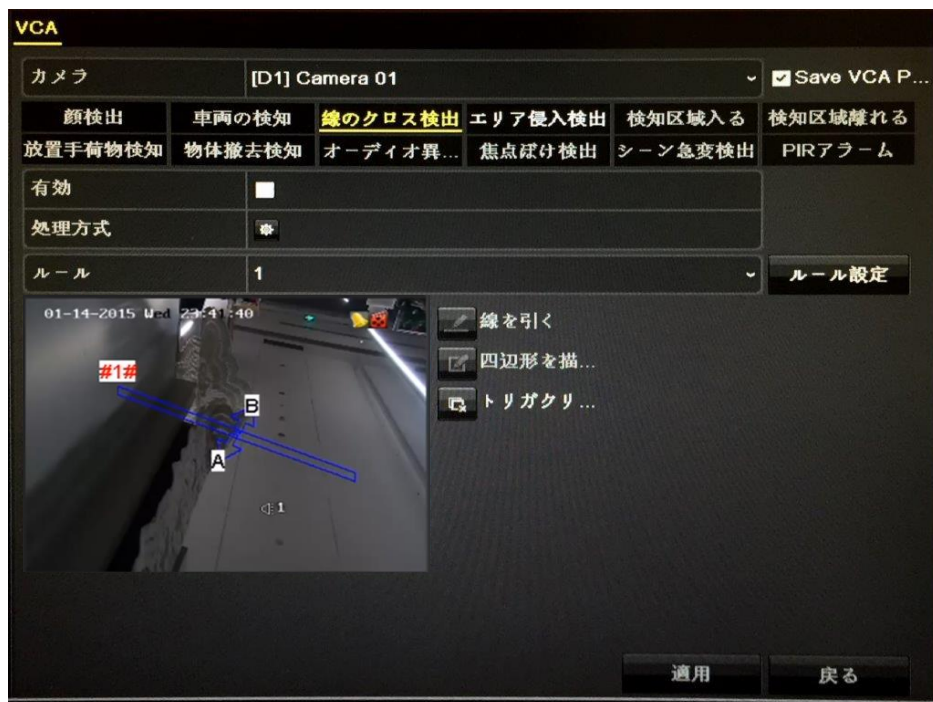 VCA
カメラ [D1] Camera 01 Save VCA P...
顔検出 車両の検知 線のクロス検出 エリア侵入検出 検知区域入る 検知区域離れる
放置手荷物検知 物体撤去検知 オーディオ異... 焦点ぼけ検出 シーン急変検出 PIRアラーム
有効
処理方式
ルール 1 ルール設定
01-14-2015 Wed 23:41:40
線を引く
#1#
四辺形を描...
B
トリガクリ...
A
1
適用 戻る